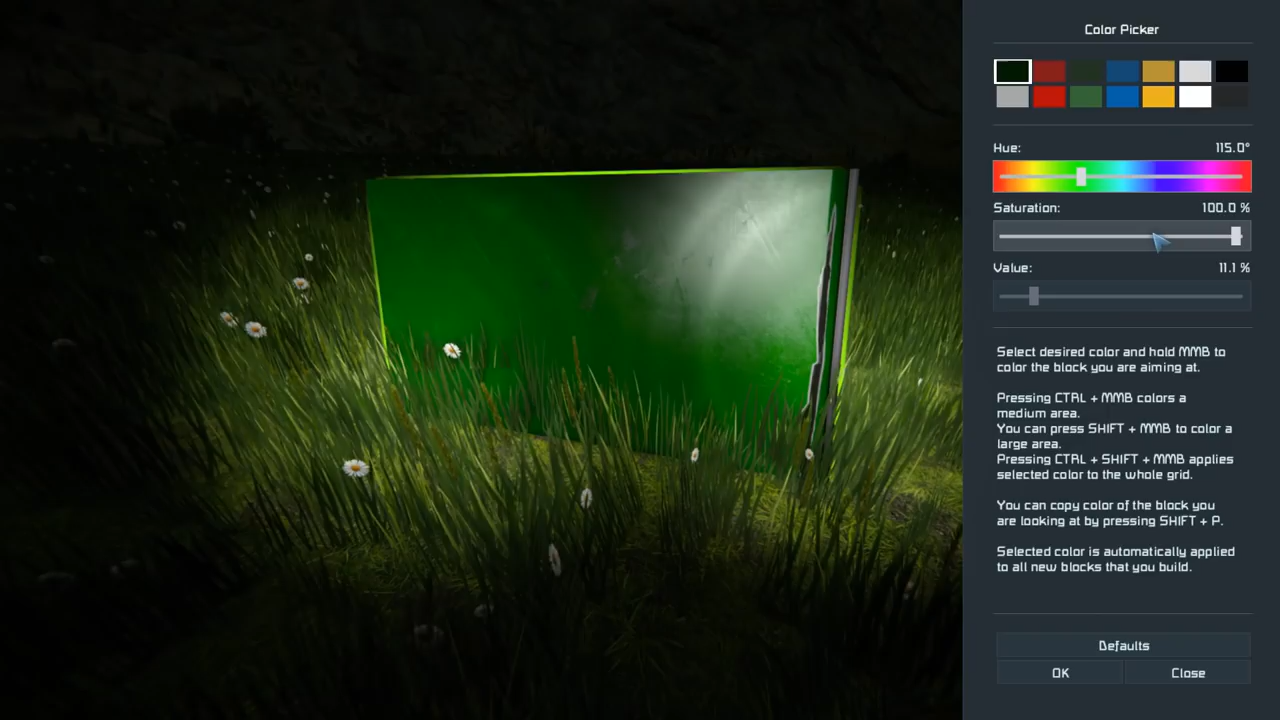 Color Picker
Hue: 115.0°
Saturation: 100.0 %
Value: 11.1 %
Select desired color and hold MMB to
color the block you are aiming at.
Pressing CTRL + MMB colors a
medium area.
You can press SHIFT + MMB to color a
large area.
Pressing CTRL + SHIFT + MMB applies
selected color to the whole grid.
You can copy color of the block you
are looking at by pressing SHIFT + P.
Selected color is automatically applied
to all new blocks that you build.
Defaults
OK Close